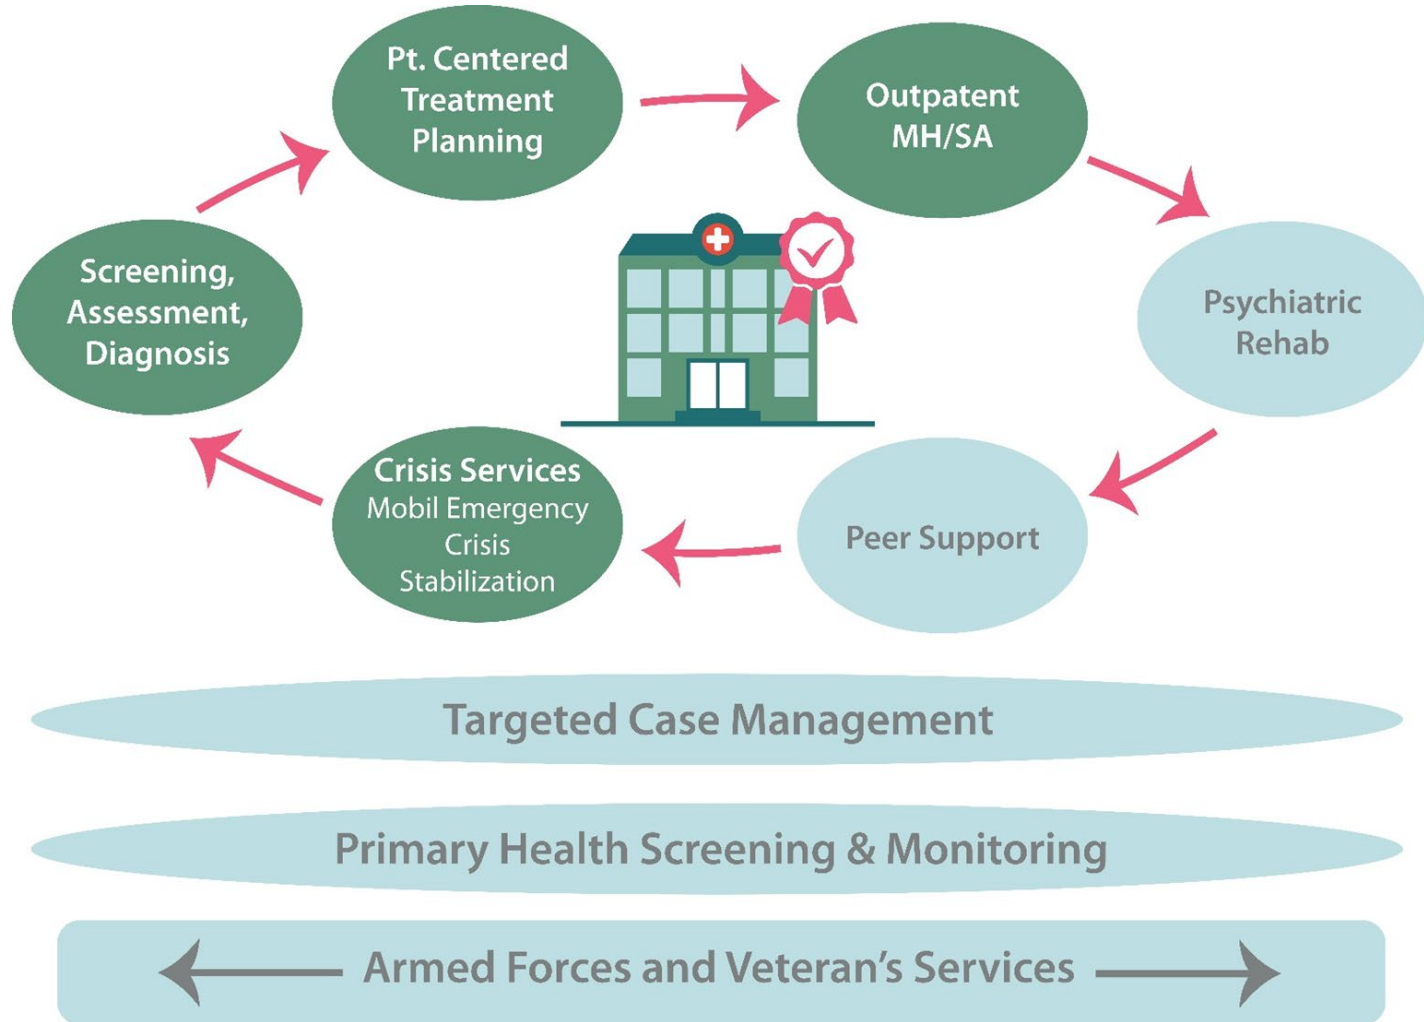 Pt. Centered
Treatment
Planning
Outpatent
MH/SA
Screening,
Assessment,
Diagnosis
Psychiatric
Rehab
Crisis Services
Mobil Emergency
Crisis
Stabilization
Peer Support
Targeted Case Management
Primary Health Screening & Monitoring
Armed Forces and Veteran’s Services